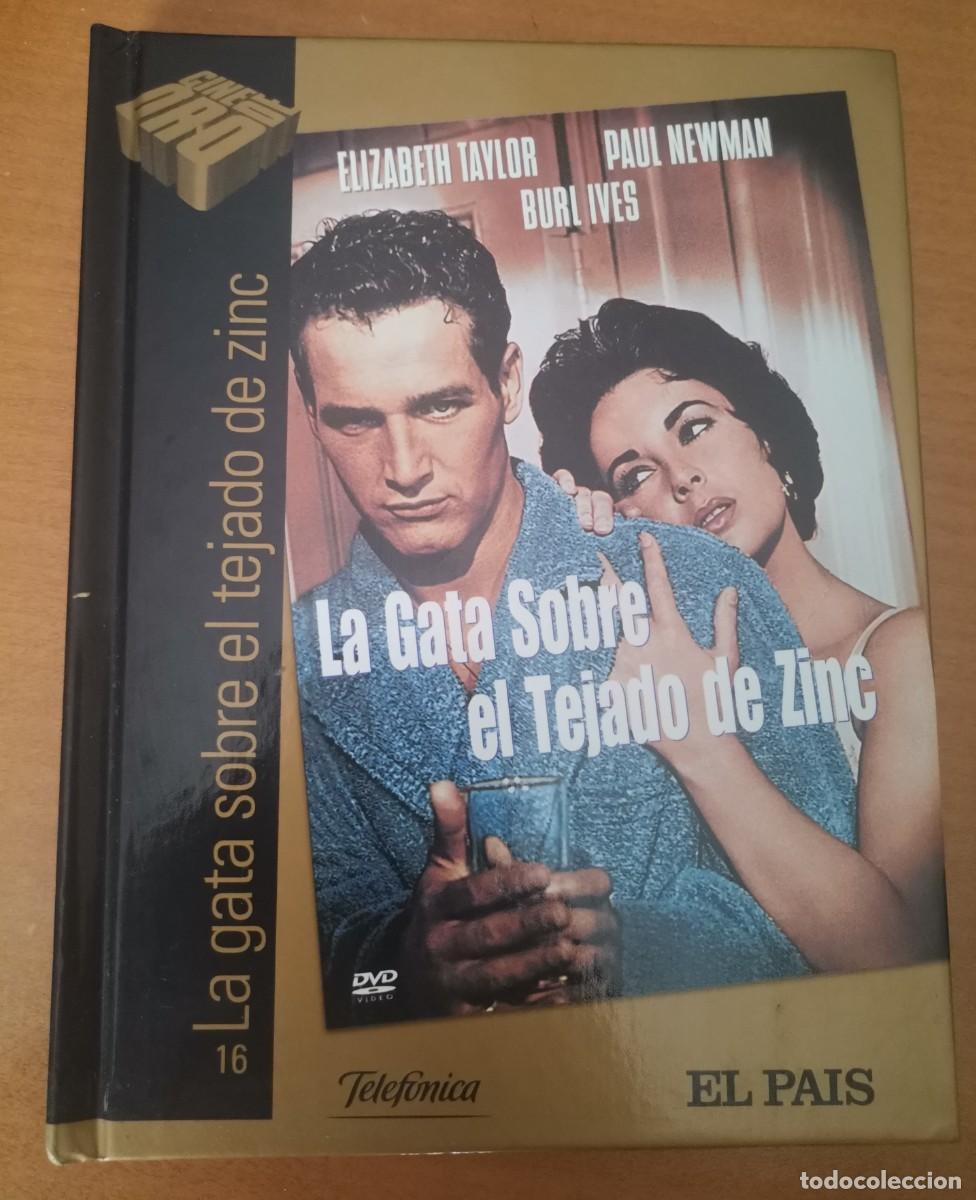 CINE DE
ORO
ELIZABETH TAYLOR
PAUL NEWMAN
BURL IVES
La gata sobre el tejado de zinc
16
La Gata Sobre
el Tejado de Zinc
DVD
VIDEO
Telefónica
EL PAIS
todocoleccion